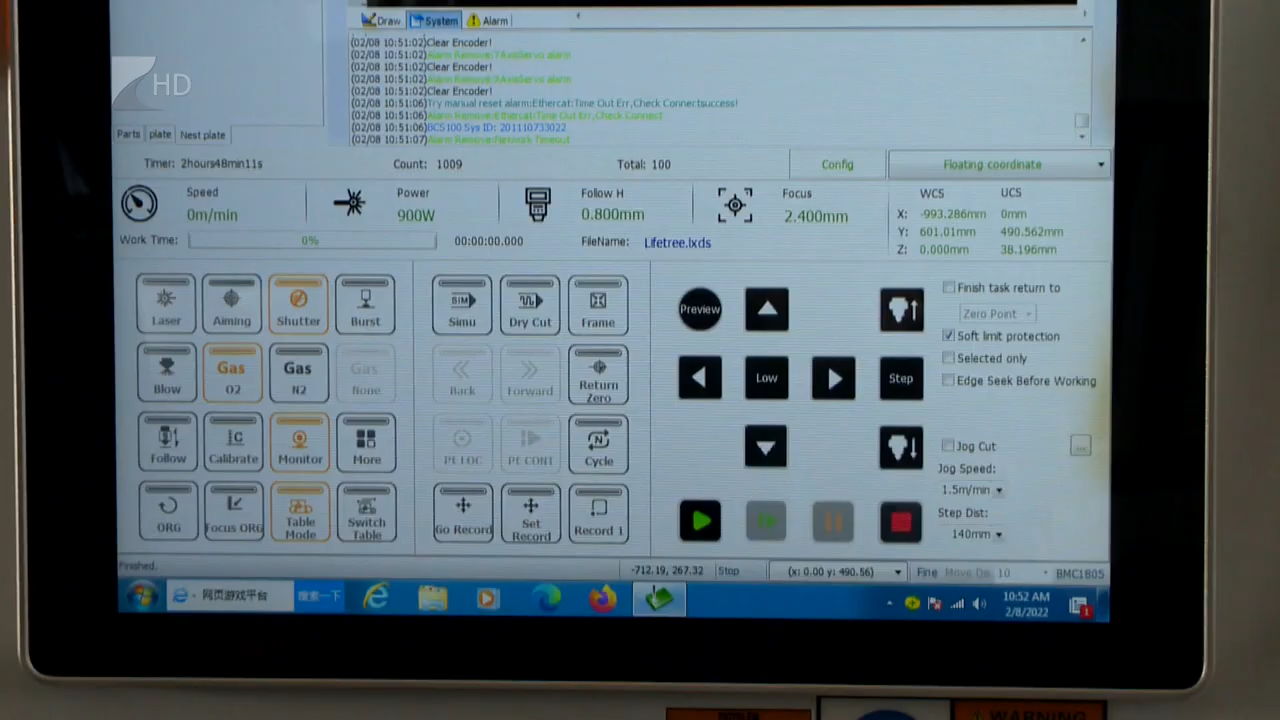 Draw System Alarm
HD
(02/08 10:51:02)Clear Encoder!
(02/08 10:51:02)Alarm Remove:YAxisServo alarm
(02/08 10:51:02)Clear Encoder!
(02/08 10:51:02)Alarm Remove:XAxisServo alarm
(02/08 10:51:02)Clear Encoder!
(02/08 10:51:06)Try manual reset alarm:Ethercat:Time Out Err,Check Connectsuccess!
(02/08 10:51:06)Alarm Remove:Ethercat:Time Out Err,Check Connect
(02/08 10:51:06)BCS100 Sys ID: 201110733022
(02/08 10:51:07)Alarm Remove:Network Timeout
Parts plate Nest plate
Timer: 2hours48min11s Count: 1009 Total: 100 Config Floating coordinate
Speed Power Follow H Focus WCS UCS
0m/min 900W 0.800mm 2.400mm X: -993.286mm 0mm
Y: 601.01mm 490.562mm
Work Time: 0% 00:00:00.000 FileName: Lifetree.lxds Z: 0.000mm 38.196mm
Laser Aiming Shutter Burst SIM Simu Dry Cut Frame Preview Finish task return to
Zero Point
Soft limit protection
Selected only
Blow Gas O2 Gas N2 Gas None Back Forward Return Zero Low Step Edge Seek Before Working
Follow Calibrate Monitor More PT LOC PT CONT Cycle Jog Cut ...
Jog Speed:
1.5m/min
ORG Focus ORG Table Mode Switch Table Go Record Set Record Record 1 Step Dist:
140mm
Finished. -712.19, 267.32 Stop (x: 0.00 y: 490.56) Fine Move Ds 10 BMC1805
网页游戏平台 搜索一下 10:52 AM
2/8/2022
1
WARNING